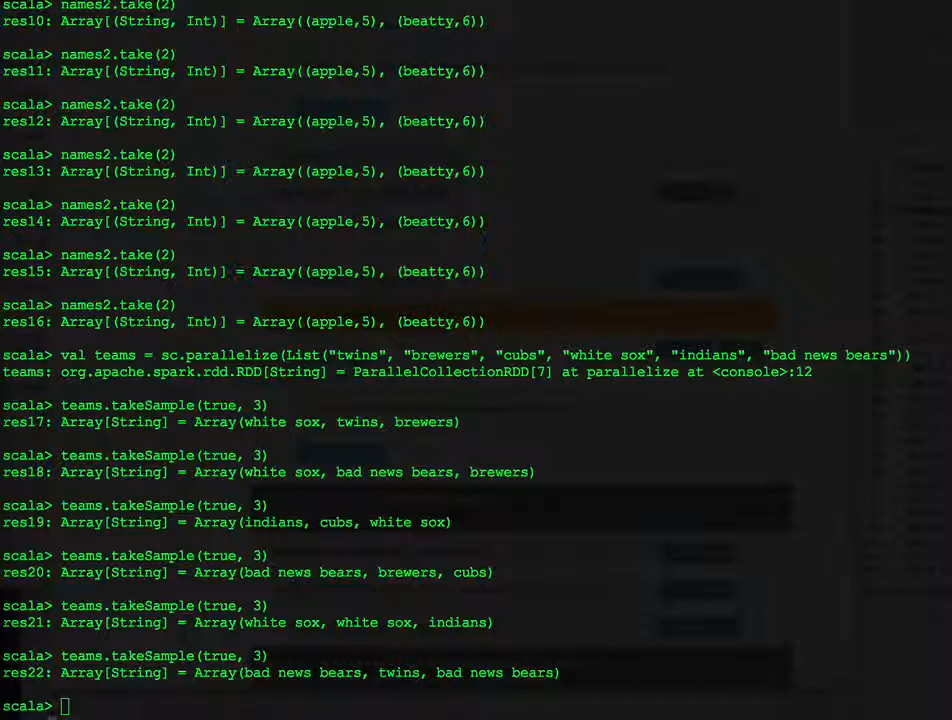 scala> names2.take(2)
res10: Array[(String, Int)] = Array((apple,5), (beatty,6))
scala> names2.take(2)
res11: Array[(String, Int)] = Array((apple,5), (beatty,6))
scala> names2.take(2)
res12: Array[(String, Int)] = Array((apple,5), (beatty,6))
scala> names2.take(2)
res13: Array[(String, Int)] = Array((apple,5), (beatty,6))
scala> names2.take(2)
res14: Array[(String, Int)] = Array((apple,5), (beatty,6))
scala> names2.take(2)
res15: Array[(String, Int)] = Array((apple,5), (beatty,6))
scala> names2.take(2)
res16: Array[(String, Int)] = Array((apple,5), (beatty,6))
scala> val teams = sc.parallelize(List("twins", "brewers", "cubs", "white sox", "indians", "bad news bears"))
teams: org.apache.spark.rdd.RDD[String] = ParallelCollectionRDD[7] at parallelize at <console>:12
scala> teams.takeSample(true, 3)
res17: Array[String] = Array(white sox, twins, brewers)
scala> teams.takeSample(true, 3)
res18: Array[String] = Array(white sox, bad news bears, brewers)
scala> teams.takeSample(true, 3)
res19: Array[String] = Array(indians, cubs, white sox)
scala> teams.takeSample(true, 3)
res20: Array[String] = Array(bad news bears, brewers, cubs)
scala> teams.takeSample(true, 3)
res21: Array[String] = Array(white sox, white sox, indians)
scala> teams.takeSample(true, 3)
res22: Array[String] = Array(bad news bears, twins, bad news bears)
scala>